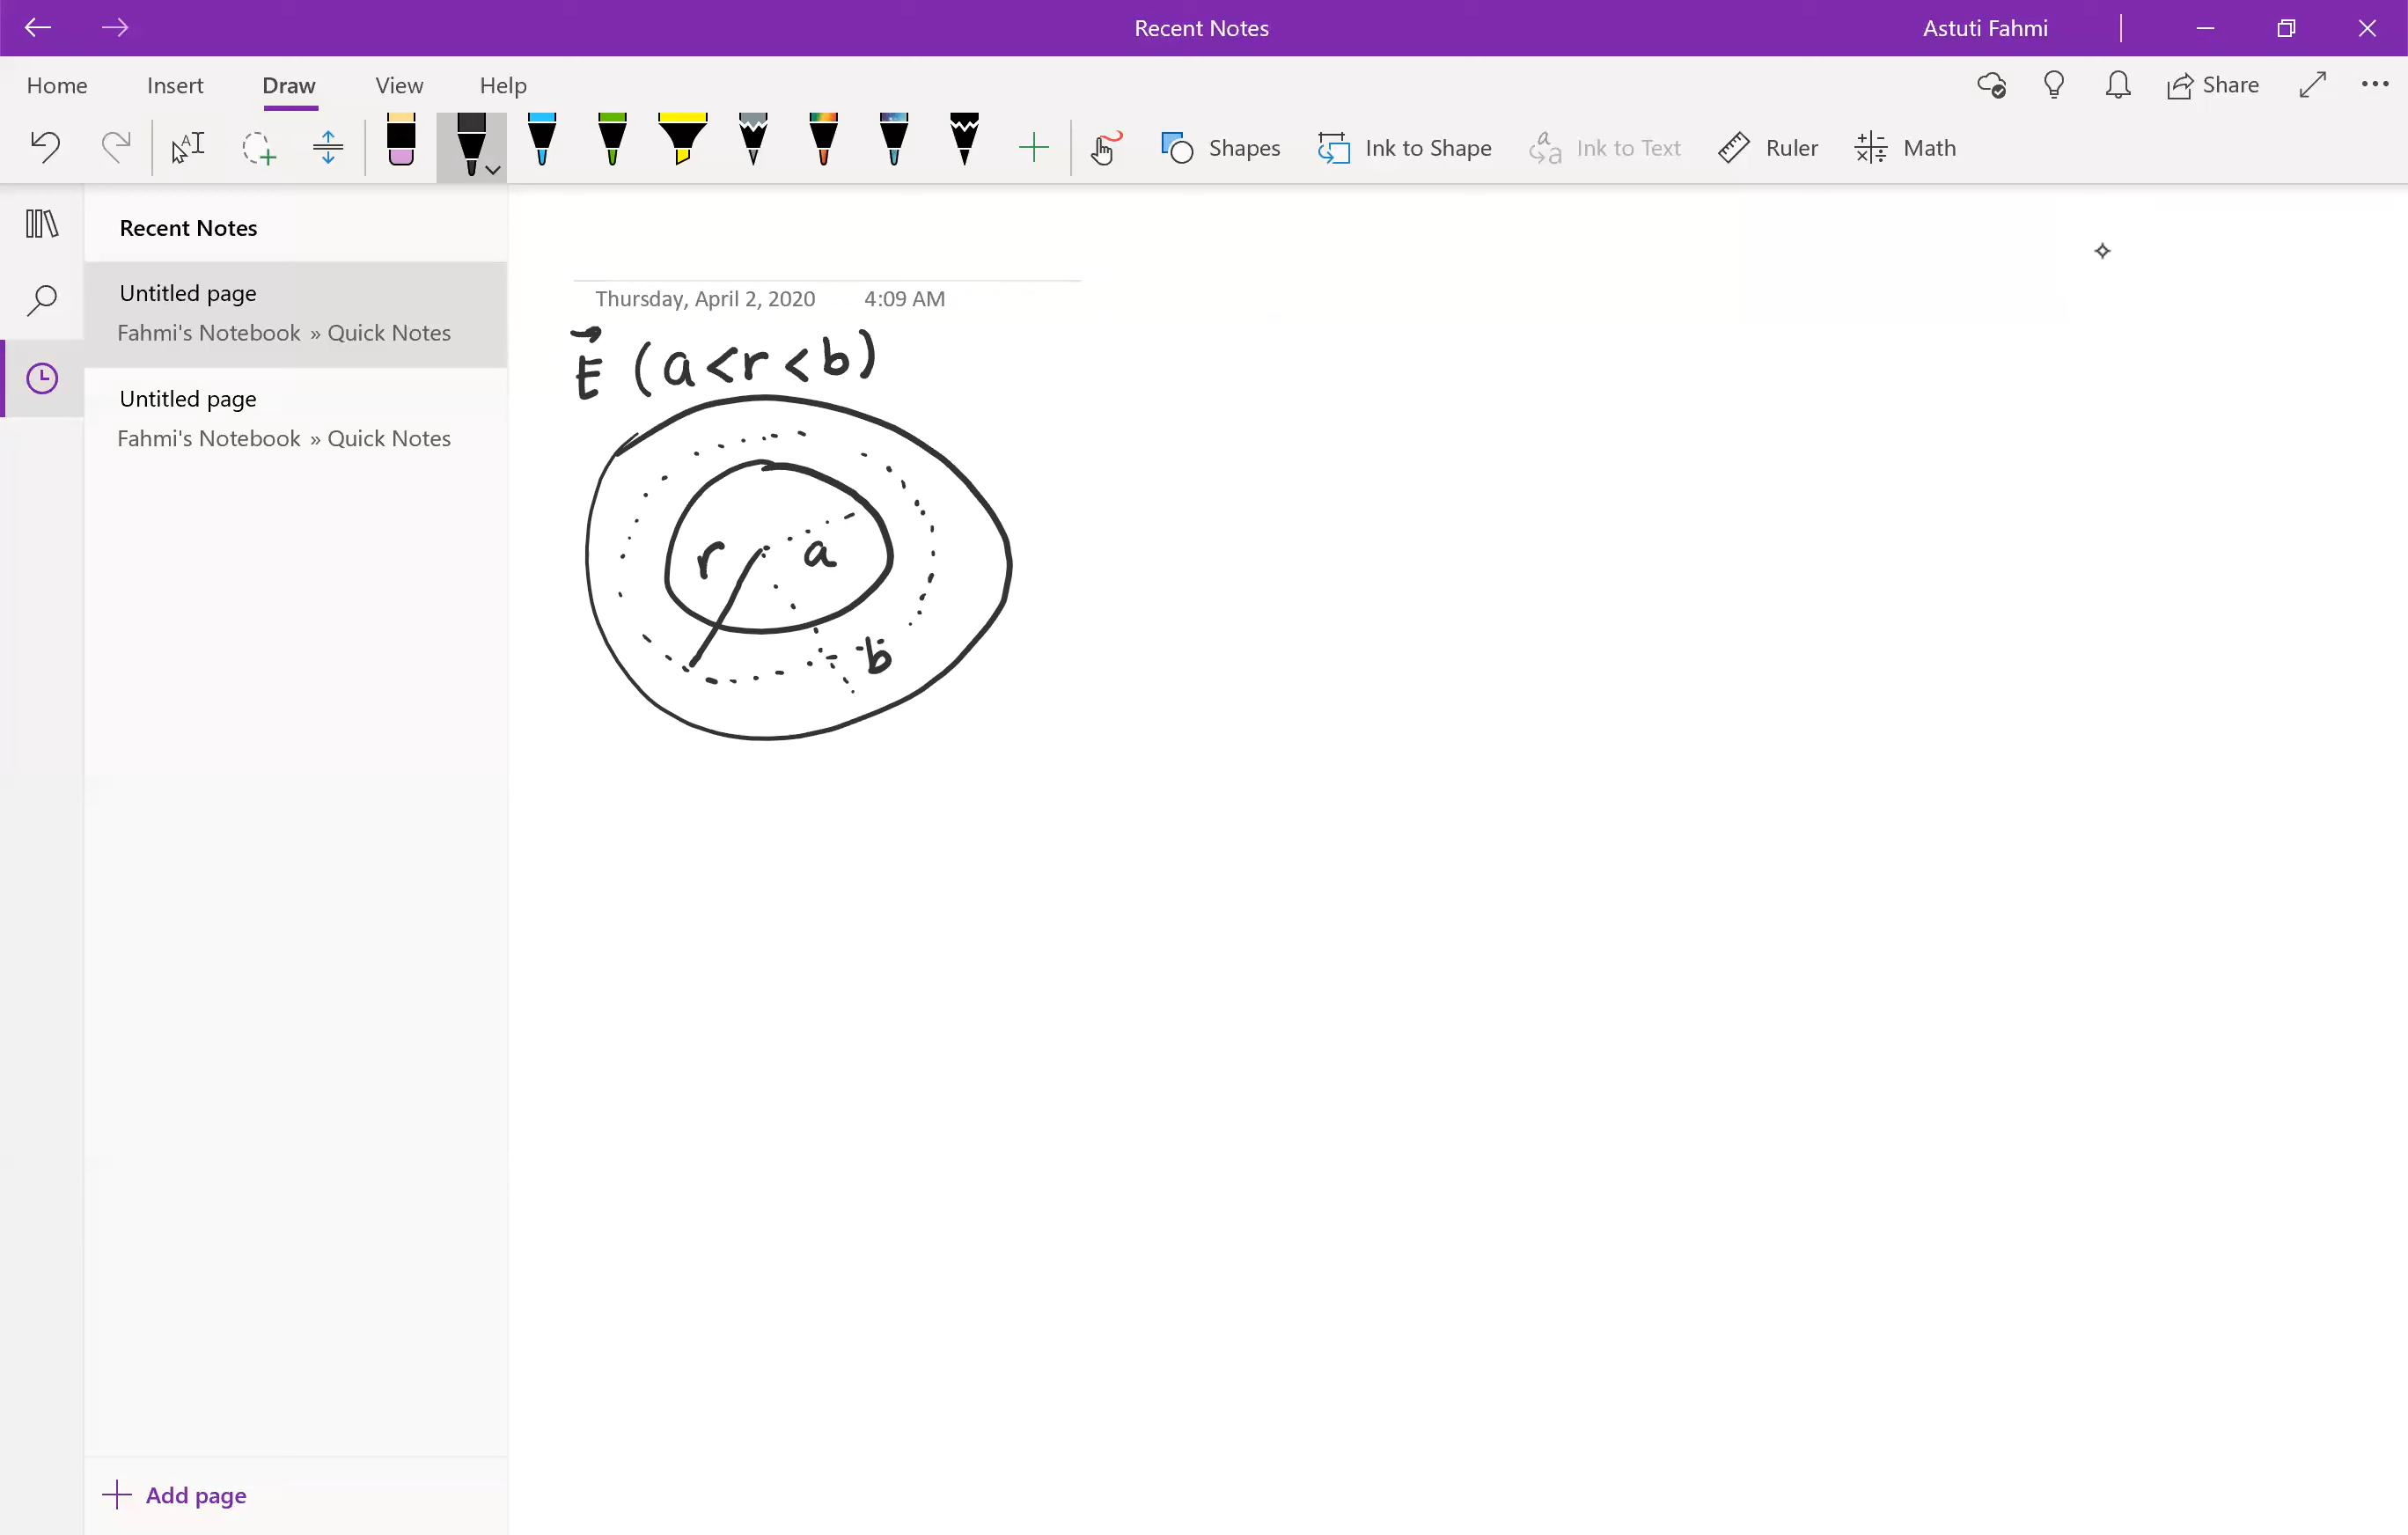 Recent Notes
Astuti Fahmi
Home Insert Draw View Help
Share
Shapes Ink to Shape Ink to Text Ruler Math
Recent Notes
Untitled page
Fahmi's Notebook » Quick Notes
Untitled page
Fahmi's Notebook » Quick Notes
Add page
Thursday, April 2, 2020 4:09 AM
E⃗ (a<r<b)
r a
b